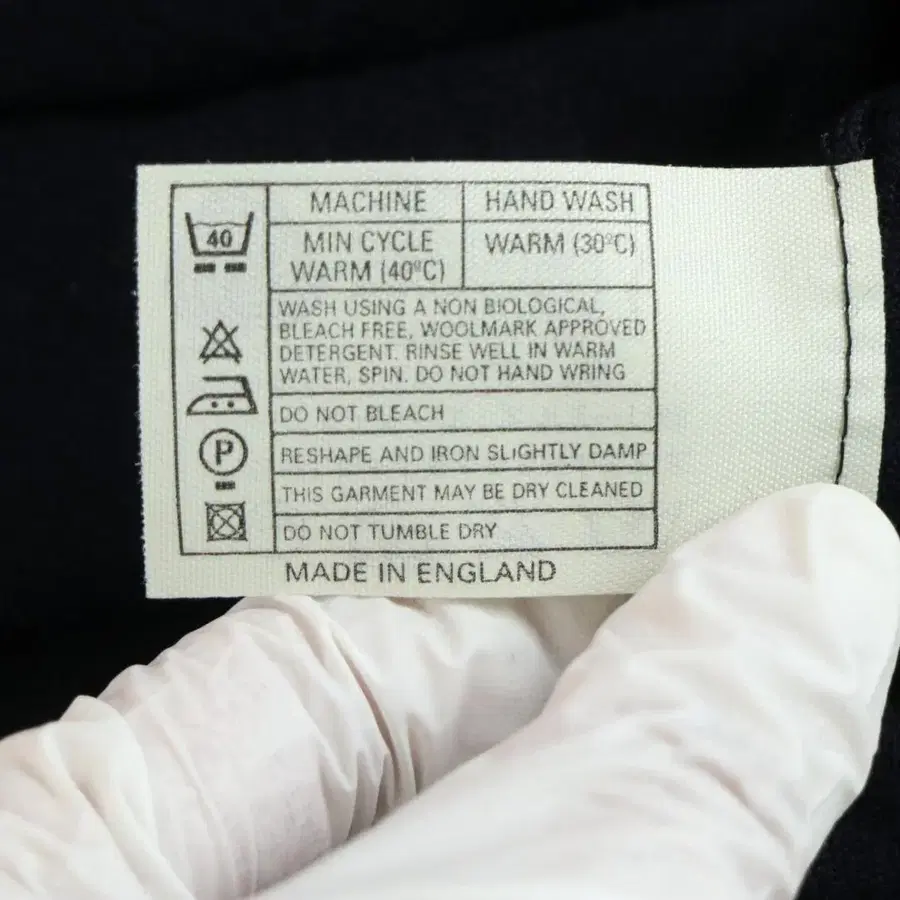 MACHINE HAND WASH
40
MIN CYCLE WARM (30ºC)
WARM (40ºC)
WASH USING A NON BIOLOGICAL,
BLEACH FREE, WOOLMARK APPROVED
DETERGENT. RINSE WELL IN WARM
WATER, SPIN. DO NOT HAND WRING
DO NOT BLEACH
P
RESHAPE AND IRON SLIGHTLY DAMP
THIS GARMENT MAY BE DRY CLEANED
DO NOT TUMBLE DRY
MADE IN ENGLAND